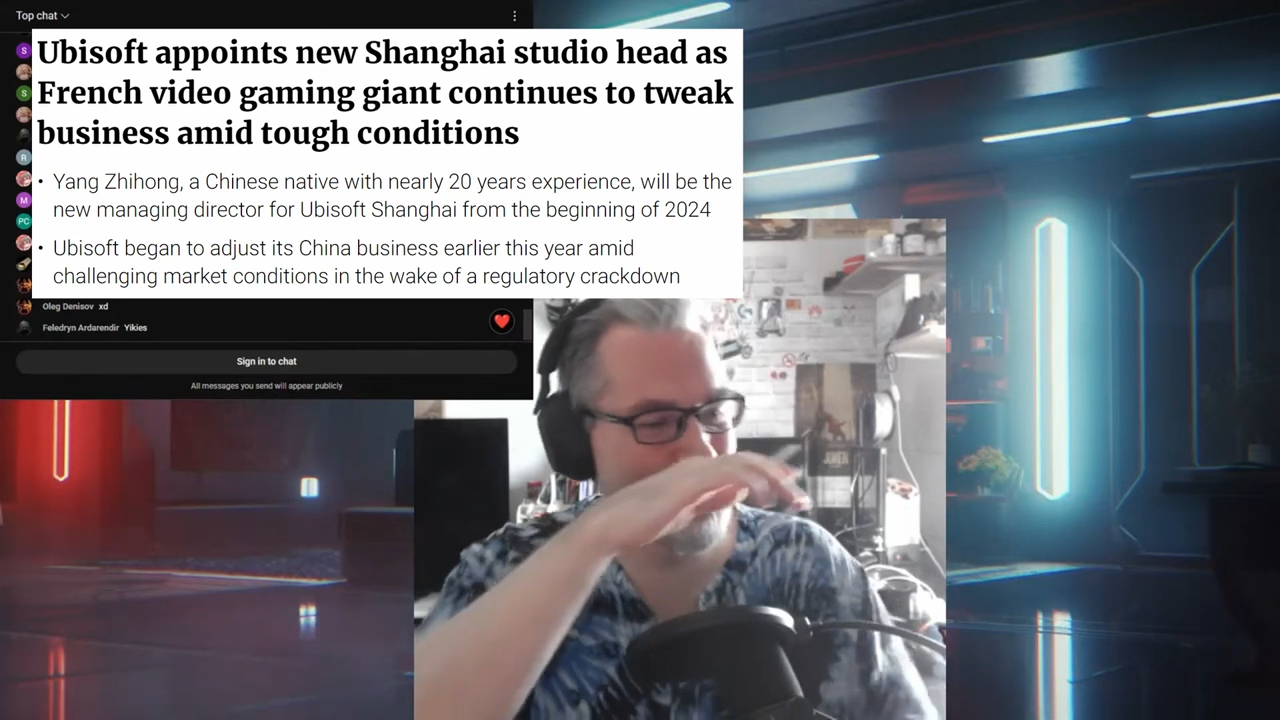 Top chat
Ubisoft appoints new Shanghai studio head as
French video gaming giant continues to tweak
business amid tough conditions
• Yang Zhihong, a Chinese native with nearly 20 years experience, will be the
new managing director for Ubisoft Shanghai from the beginning of 2024
• Ubisoft began to adjust its China business earlier this year amid
challenging market conditions in the wake of a regulatory crackdown
S
S
R
M
PC
Oleg Denisov xd
Feledryn Ardarendir Yikies
Sign in to chat
All messages you send will appear publicly
JOKER